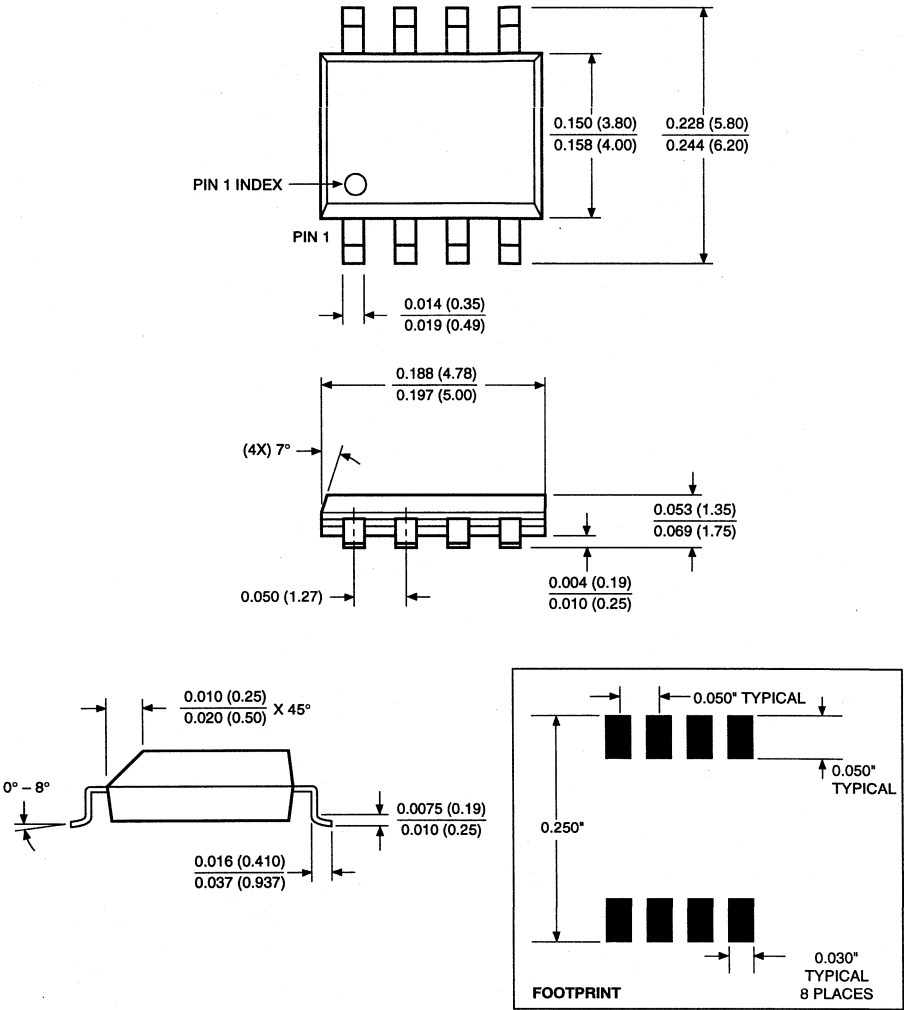 0.150 (3.80)
0.158 (4.00)
0.228 (5.80)
0.244 (6.20)
PIN 1 INDEX
PIN 1
0.014 (0.35)
0.019 (0.49)
0.188 (4.78)
0.197 (5.00)
(4X) 7°
0.053 (1.35)
0.069 (1.75)
0.004 (0.19)
0.010 (0.25)
0.050 (1.27)
0.010 (0.25)
0.020 (0.50)
X 45°
0° – 8°
0.0075 (0.19)
0.010 (0.25)
0.016 (0.410)
0.037 (0.937)
0.050" TYPICAL
0.050"
TYPICAL
0.250"
0.030"
TYPICAL
8 PLACES
FOOTPRINT